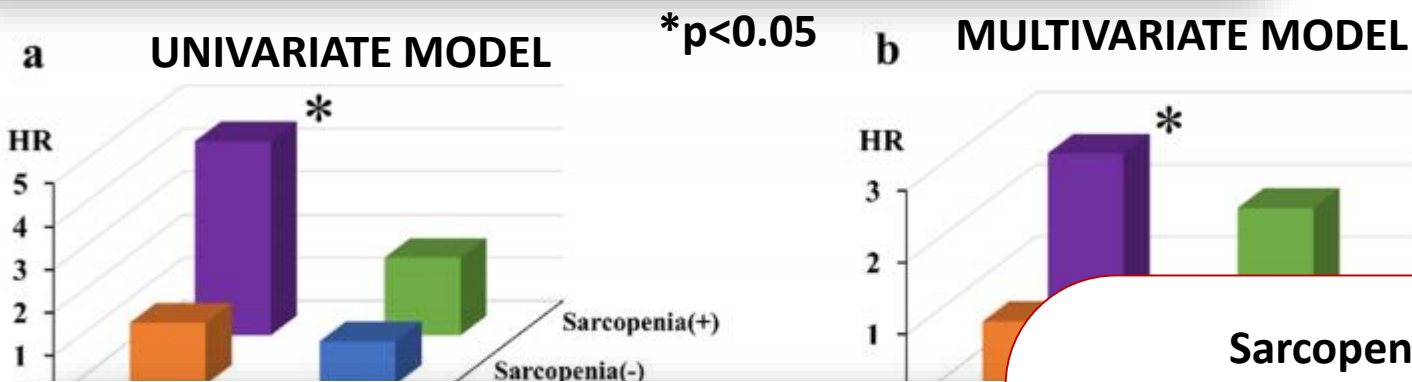 *p<0.05
a UNIVARIATE MODEL
b MULTIVARIATE MODEL
*
*
HR
5
4
3
2
1
Sarcopenia(+)
Sarcopenia(-)
HR
3
2
1
Sarcopen